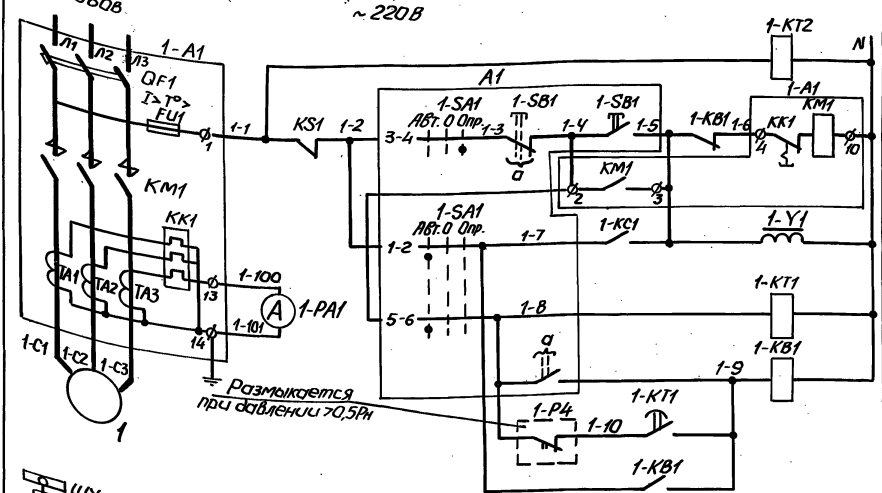 380В
~220В
Л1
Л2
Л3
1-А1
QF1
I> T°>
FU1
1
1-1
KS1
1-2
1-KT2
N
А1
1-SA1
Авт. 0 Опр.
3-4
1-3
1-SB1
а
1-4
1-SB1
1-5
1-KB1
1-6
1-А1
KK1
KM1
4
10
KM1
2
3
KM1
KK1
TA1
TA2
TA3
1-SA1
Авт. 0 Опр.
1-2
1-7
1-KC1
1-Y1
13
1-100
А
1-PA1
14
1-101
5-6
1-8
1-KT1
1-C1
1-C2
1-C3
1
а
1-9
1-KB1
Размыкается
при давлении >0,5Рн
1-Р4
1-10
1-KT1
1-KB1